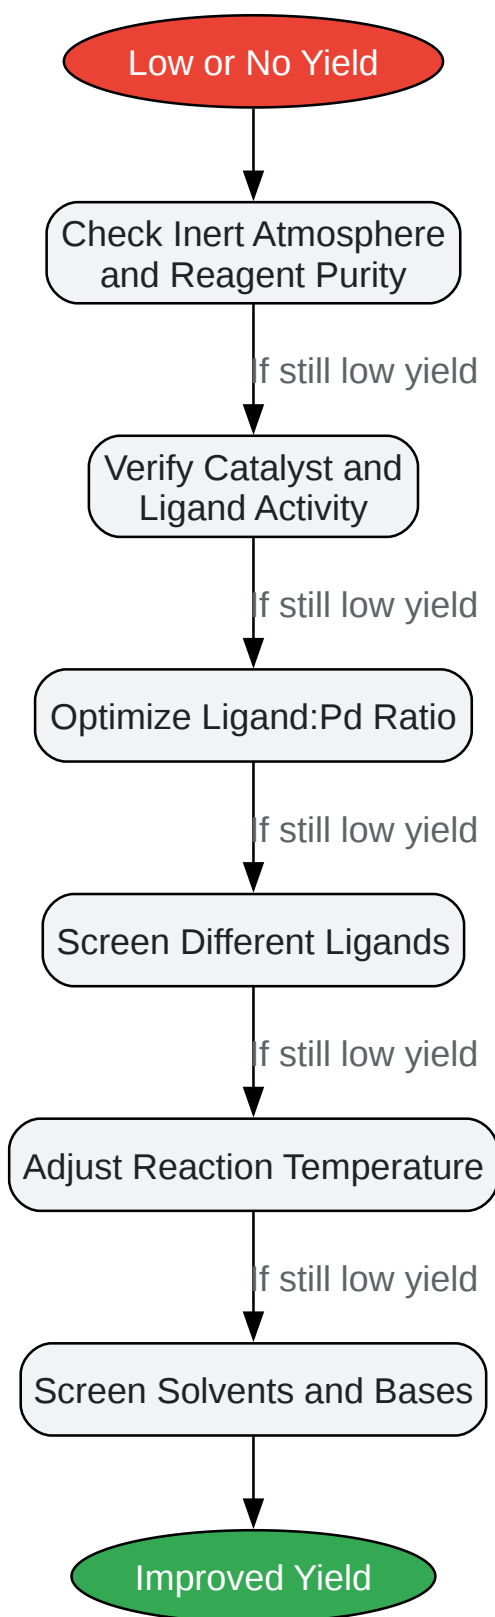 Low or No Yield
Check Inert Atmosphere
and Reagent Purity
If still low yield
Verify Catalyst and
Ligand Activity
If still low yield
Optimize Ligand:Pd Ratio
If still low yield
Screen Different Ligands
If still low yield
Adjust Reaction Temperature
If still low yield
Screen Solvents and Bases
Improved Yield